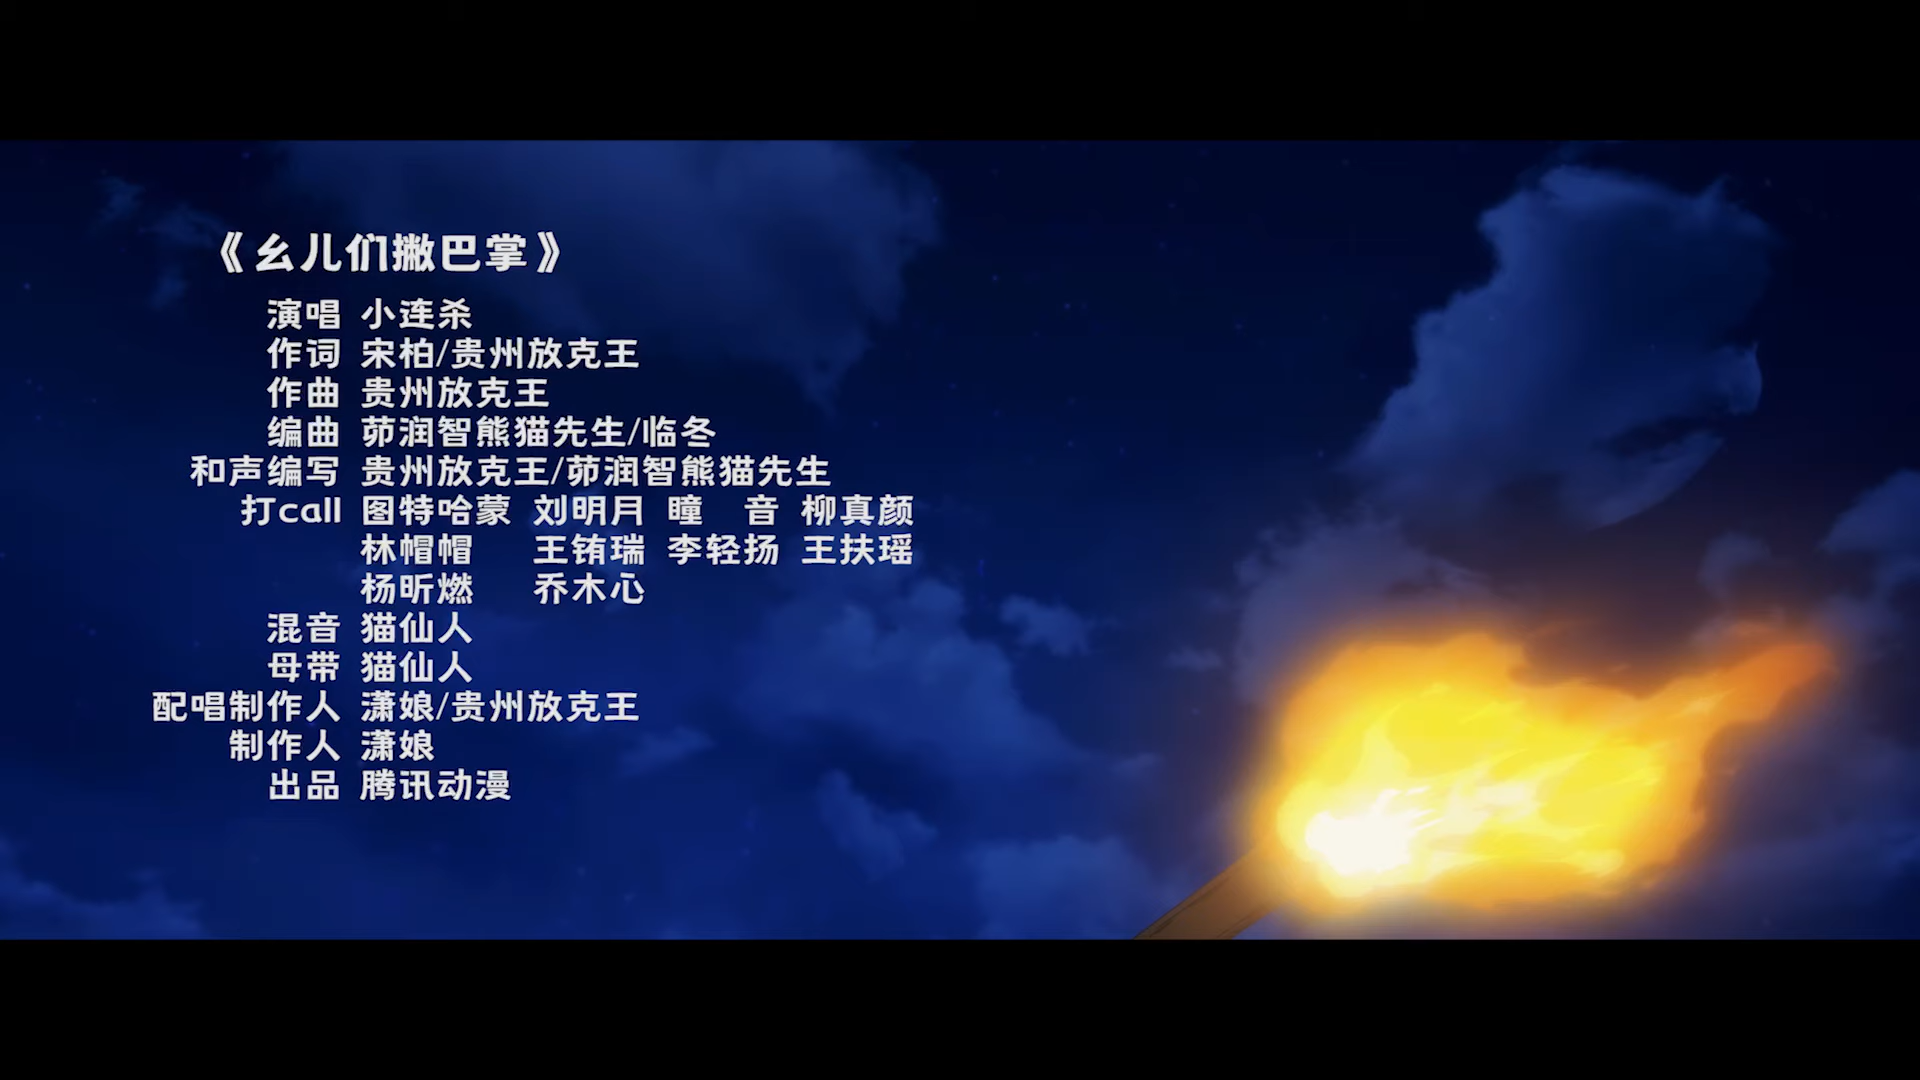 《幺儿们撇巴掌》
演唱 小连杀
作词 宋柏/贵州放克王
作曲 贵州放克王
编曲 茆润智熊猫先生/临冬
和声编写 贵州放克王/茆润智熊猫先生
打call 图特哈蒙 刘明月 瞳 音 柳真颜
林帽帽 王铕瑞 李轻扬 王扶瑶
杨昕燃 乔木心
混音 猫仙人
母带 猫仙人
配唱制作人 潇娘/贵州放克王
制作人 潇娘
出品 腾讯动漫